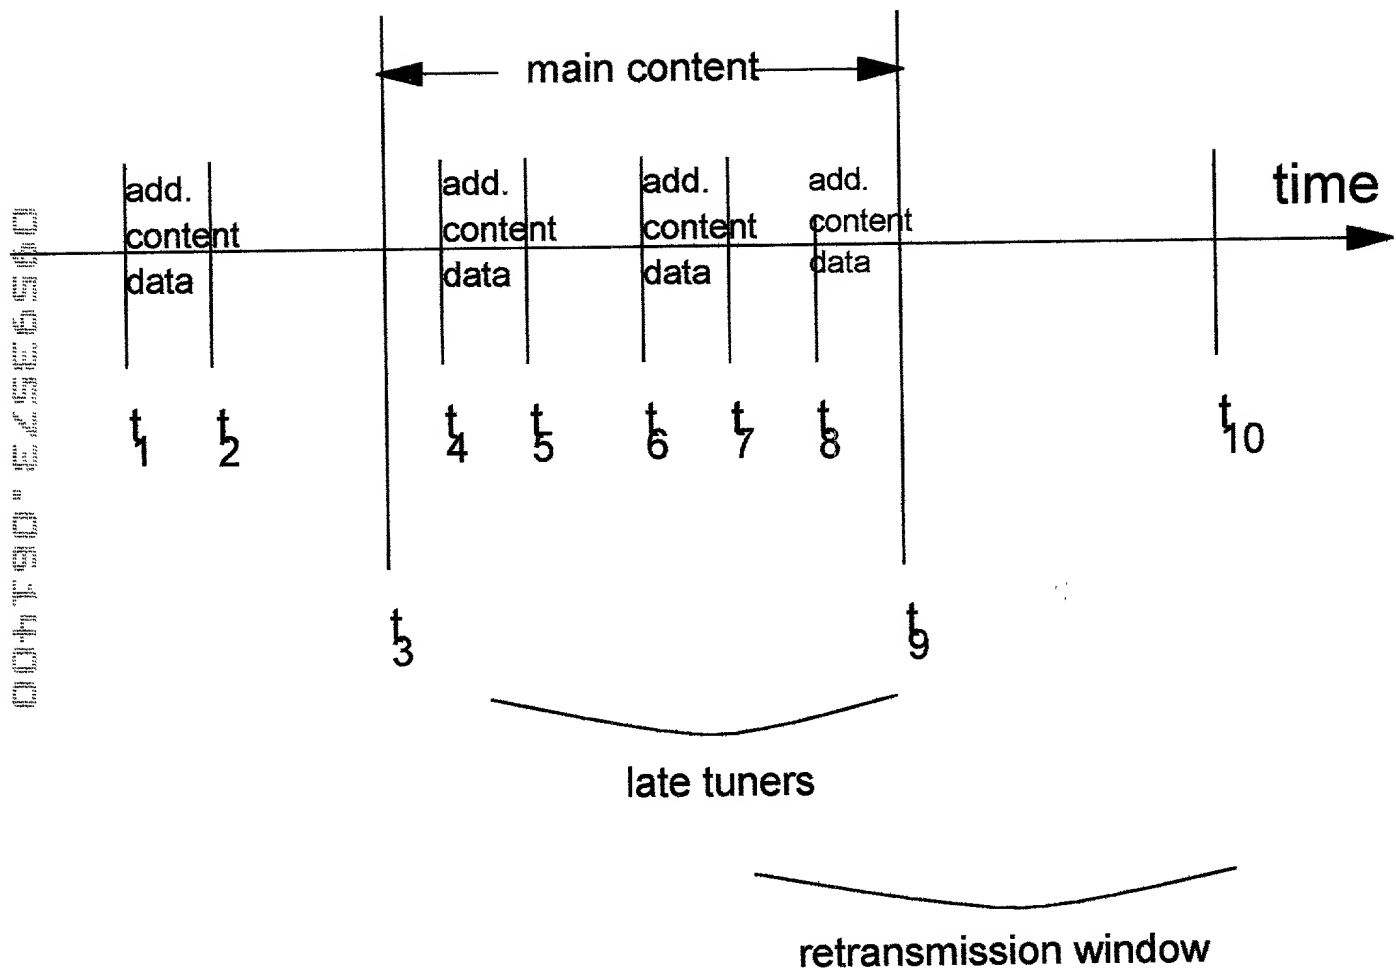 main content
time
add.
content
data
add.
content
data
add.
content
data
add.
content
data
t1
t2
t4
t5
t6
t7
t8
t10
t3
t9
late tuners
retransmission window